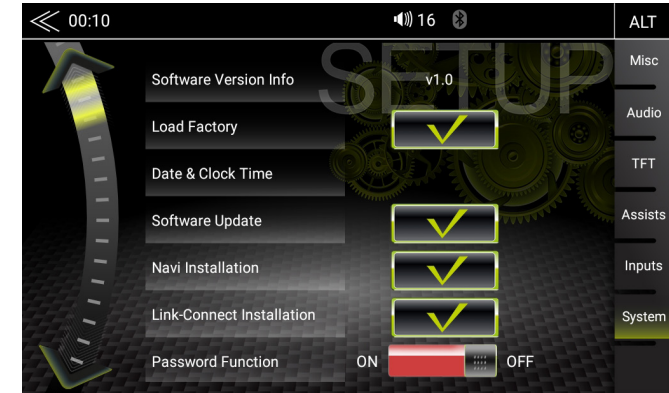 00:10 16 ALT
SETUP
Misc
Software Version Info v1.0
Audio
Load Factory
TFT
Date & Clock Time
Assists
Software Update
Inputs
Navi Installation
System
Link-Connect Installation
Password Function ON OFF